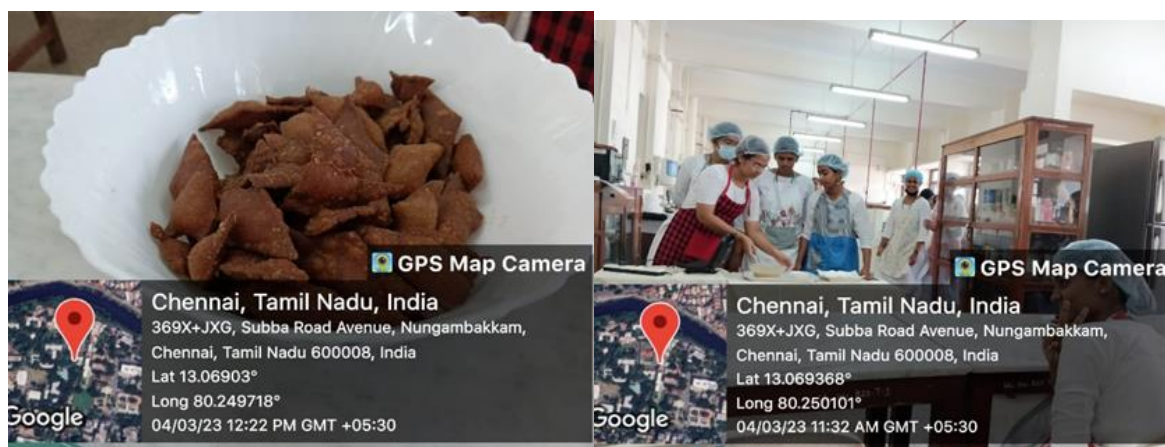 GPS Map Camera
Chennai, Tamil Nadu, India
369X+JXG, Subba Road Avenue, Nungambakkam,
Chennai, Tamil Nadu 600008, India
Lat 13.06903°
Long 80.249718°
04/03/23 12:22 PM GMT +05:30
Google
GPS Map Camera
Chennai, Tamil Nadu, India
369X+JXG, Subba Road Avenue, Nungambakkam,
Chennai, Tamil Nadu 600008, India
Lat 13.069368°
Long 80.250101°
04/03/23 11:32 AM GMT +05:30
Google